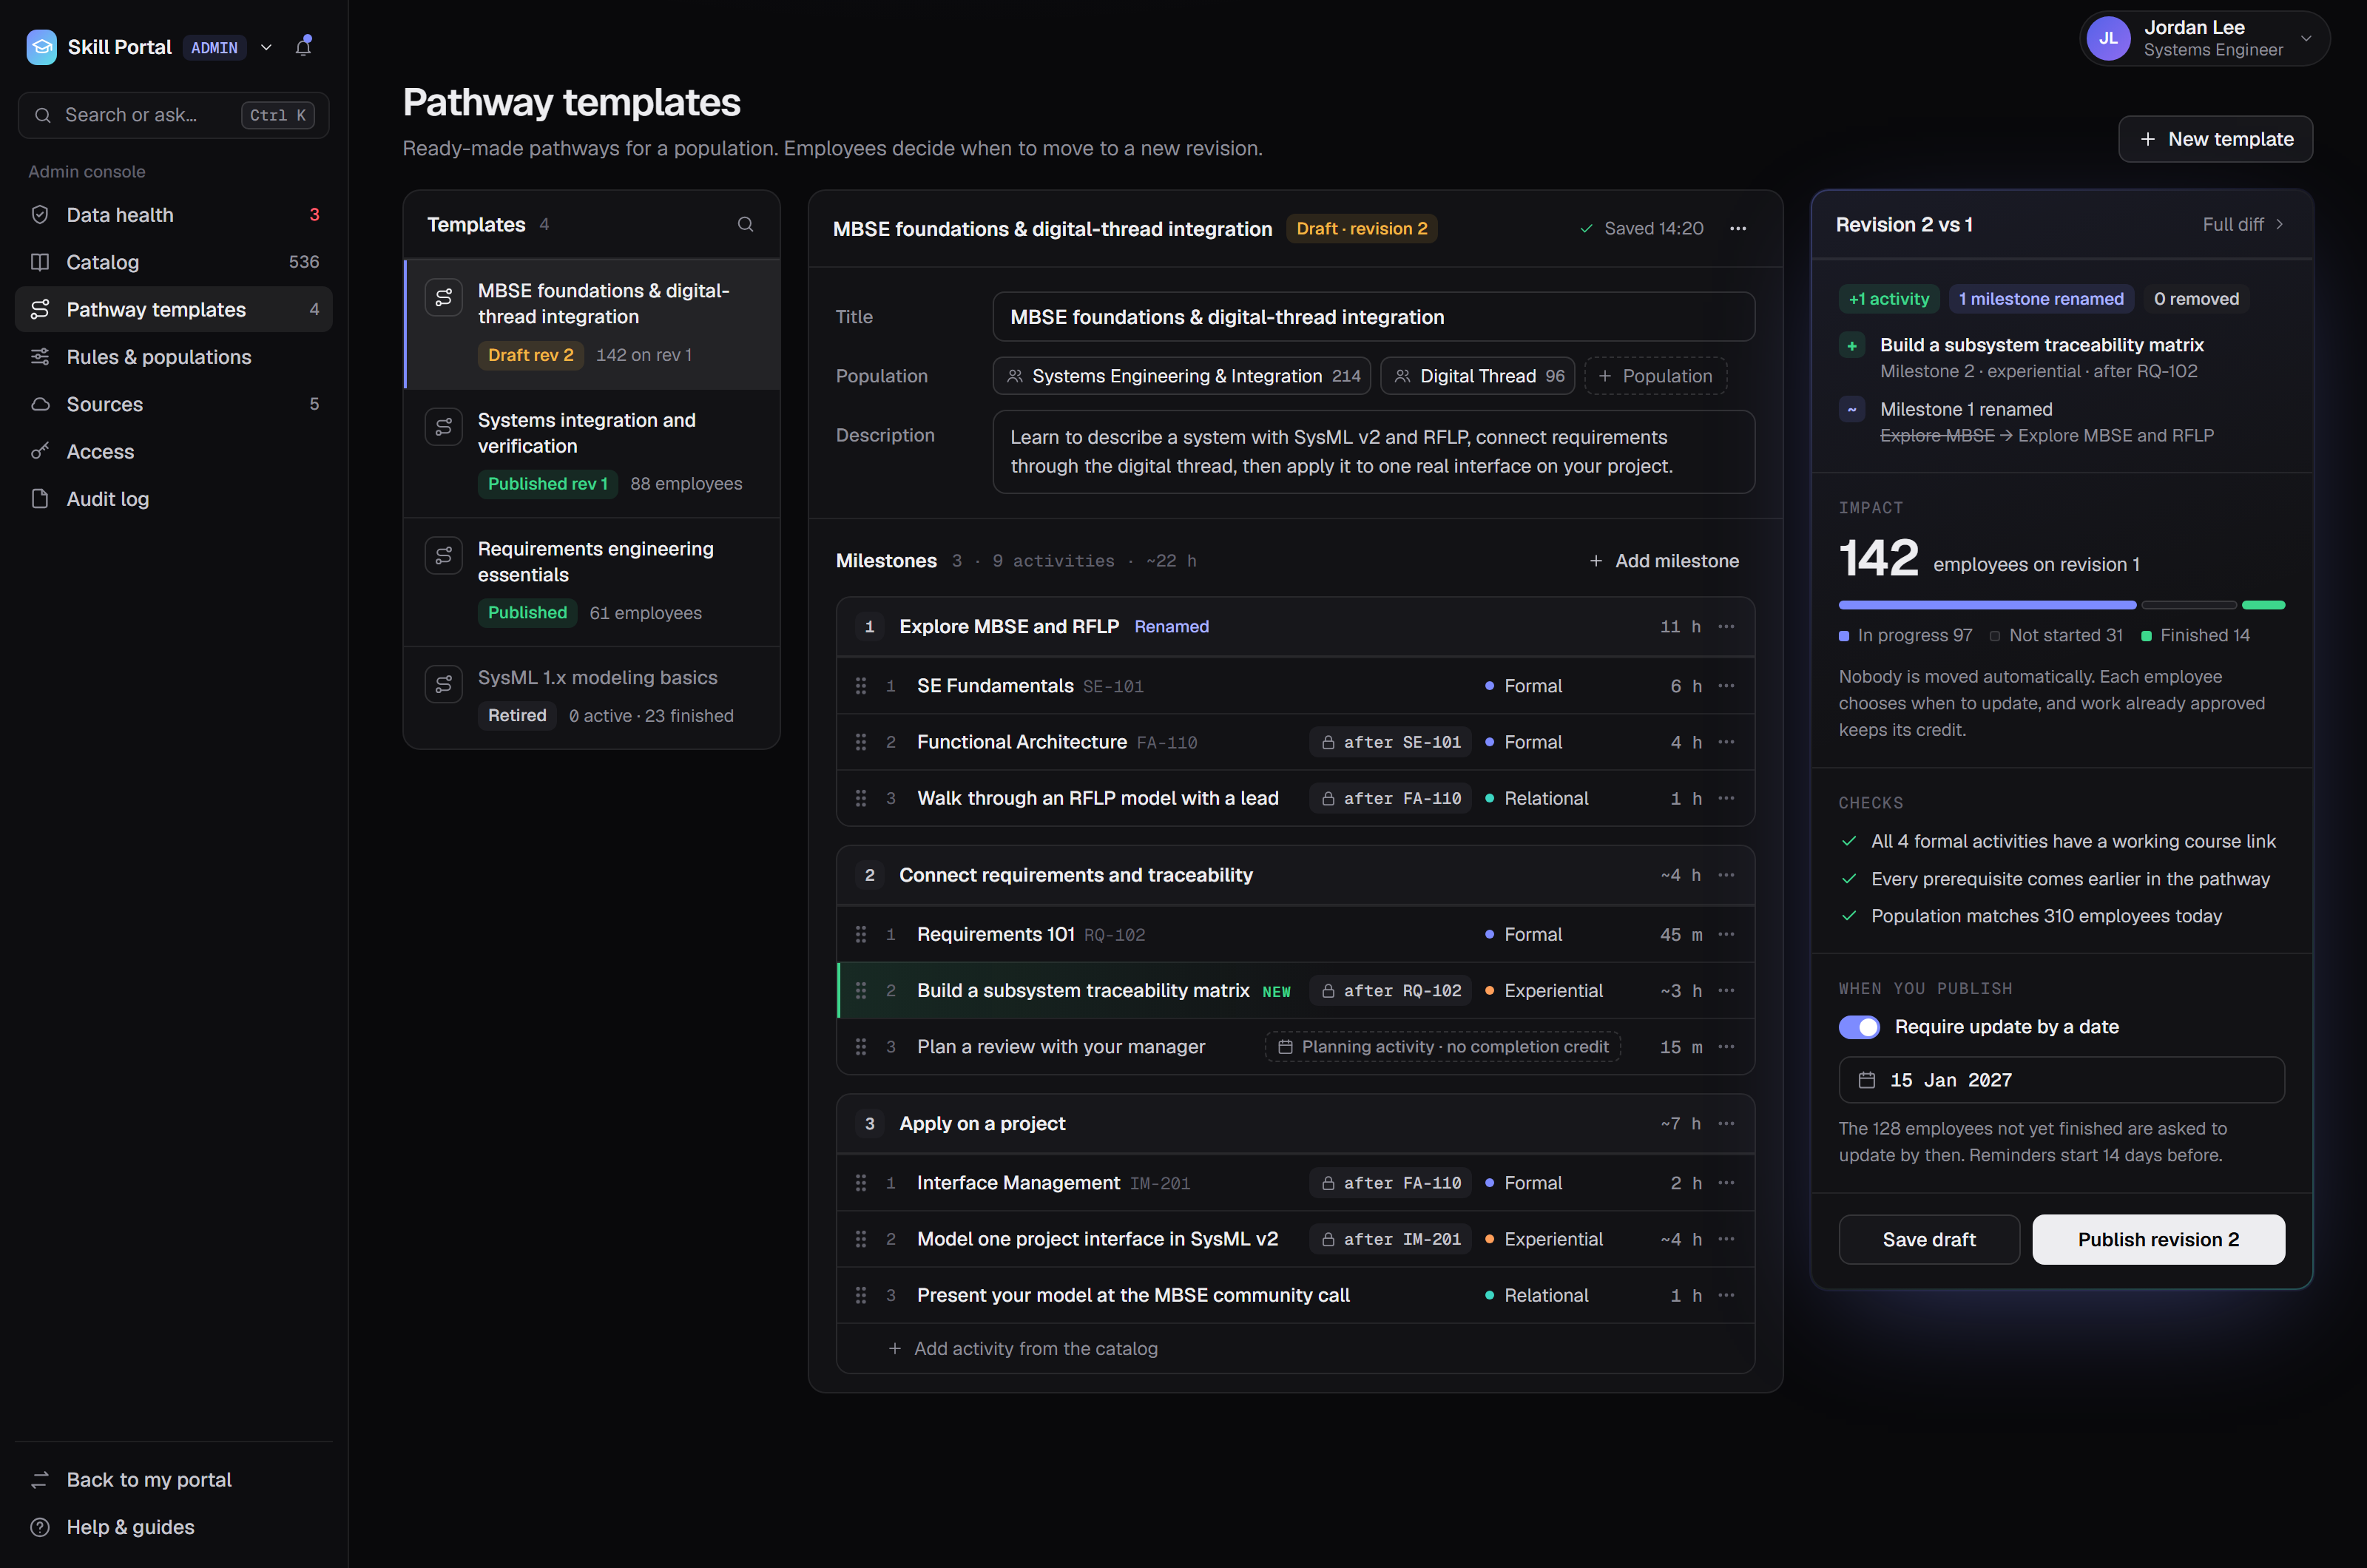 Skill Portal ADMIN
Search or ask... Ctrl K
Admin console
Data health 3
Catalog 536
Pathway templates 4
Rules & populations
Sources 5
Access
Audit log
Back to my portal
Help & guides
JL Jordan Lee
Systems Engineer
Pathway templates
Ready-made pathways for a population. Employees decide when to move to a new revision.
+ New template
Templates 4
MBSE foundations & digital-
thread integration
Draft rev 2 142 on rev 1
Systems integration and
verification
Published rev 1 88 employees
Requirements engineering
essentials
Published 61 employees
SysML 1.x modeling basics
Retired 0 active · 23 finished
MBSE foundations & digital-thread integration Draft · revision 2 Saved 14:20
Title MBSE foundations & digital-thread integration
Population Systems Engineering & Integration 214 Digital Thread 96 + Population
Description Learn to describe a system with SysML v2 and RFLP, connect requirements
through the digital thread, then apply it to one real interface on your project.
Milestones 3 · 9 activities · ~22 h + Add milestone
1 Explore MBSE and RFLP Renamed 11 h
1 SE Fundamentals SE-101 Formal 6 h
2 Functional Architecture FA-110 after SE-101 Formal 4 h
3 Walk through an RFLP model with a lead after FA-110 Relational 1 h
2 Connect requirements and traceability ~4 h
1 Requirements 101 RQ-102 Formal 45 m
2 Build a subsystem traceability matrix NEW after RQ-102 Experiential ~3 h
3 Plan a review with your manager Planning activity · no completion credit 15 m
3 Apply on a project ~7 h
1 Interface Management IM-201 after FA-110 Formal 2 h
2 Model one project interface in SysML v2 after IM-201 Experiential ~4 h
3 Present your model at the MBSE community call Relational 1 h
+ Add activity from the catalog
Revision 2 vs 1 Full diff
+1 activity 1 milestone renamed 0 removed
+ Build a subsystem traceability matrix
Milestone 2 · experiential · after RQ-102
~ Milestone 1 renamed
Explore MBSE → Explore MBSE and RFLP
IMPACT
142 employees on revision 1
In progress 97 Not started 31 Finished 14
Nobody is moved automatically. Each employee
chooses when to update, and work already approved
keeps its credit.
CHECKS
All 4 formal activities have a working course link
Every prerequisite comes earlier in the pathway
Population matches 310 employees today
WHEN YOU PUBLISH
Require update by a date
15 Jan 2027
The 128 employees not yet finished are asked to
update by then. Reminders start 14 days before.
Save draft Publish revision 2